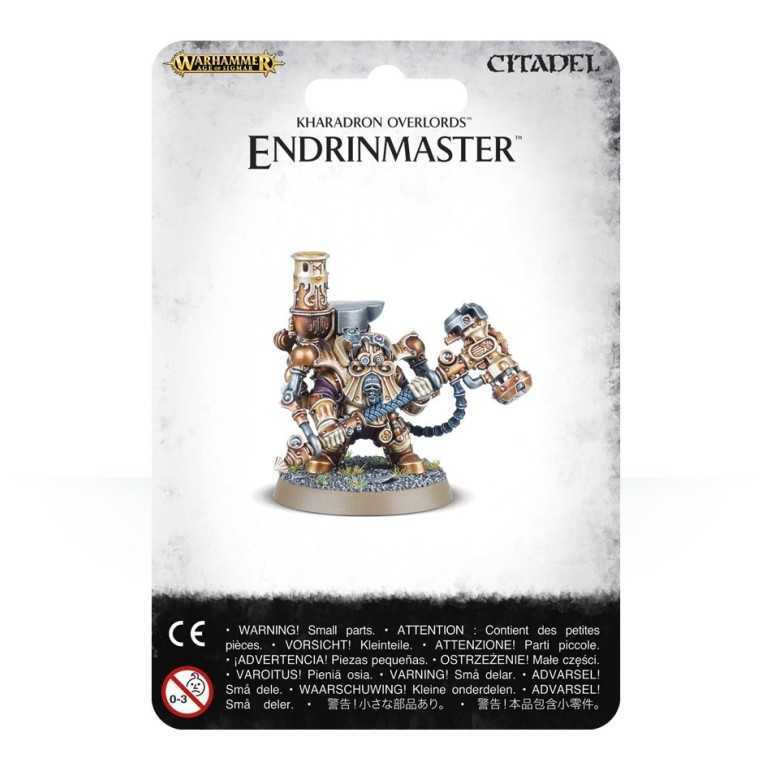 WARHAMMER
AGE OF SIGMAR
CITADEL
KHARADRON OVERLORDS™
ENDRINMASTER™
CE
• WARNING! Small parts. • ATTENTION : Contient des petites
pièces. • VORSICHT! Kleinteile. • ATTENZIONE! Parti piccole.
• ¡ADVERTENCIA! Piezas pequeñas. • OSTRZEŻENIE! Małe części.
• VAROITUS! Pieniä osia. • VARNING! Små delar. • ADVARSEL!
Små dele. • WAARSCHUWING! Kleine onderdelen. • ADVARSEL!
Små deler. • 警告!小さな部品あり。 • 警告!本品包含小零件。
0-3